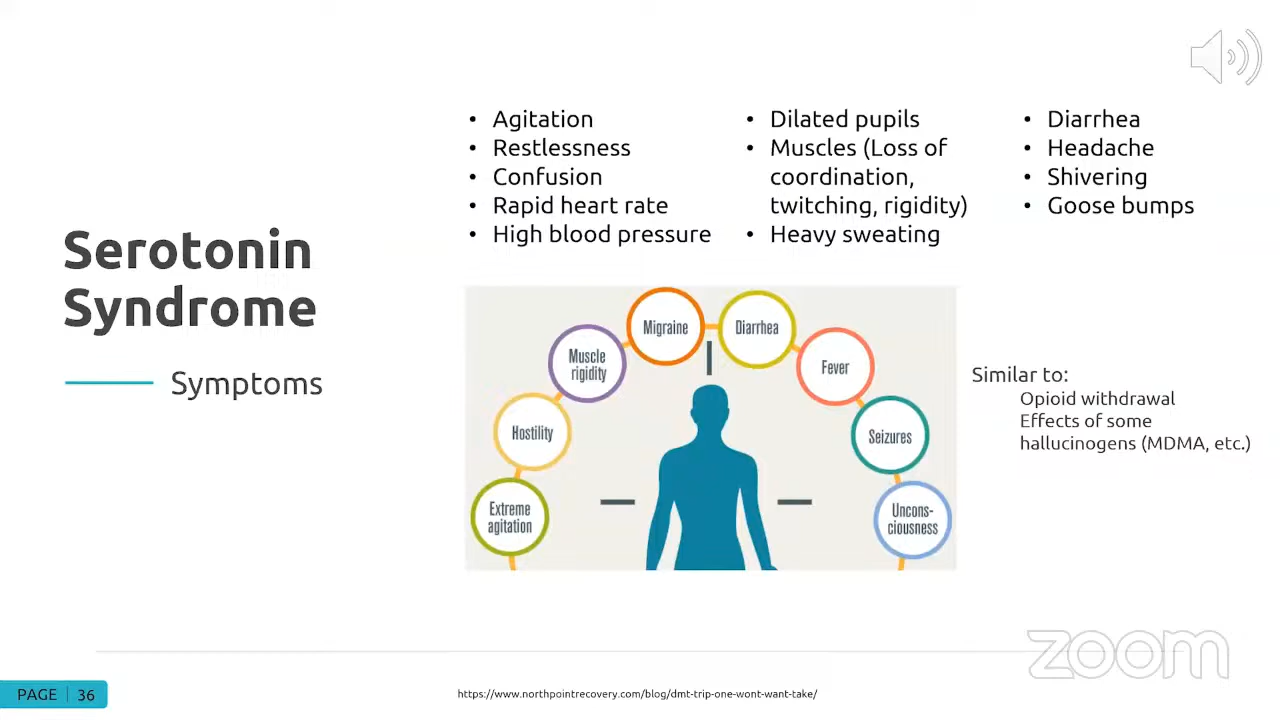 Serotonin
Syndrome
Symptoms
• Agitation
• Restlessness
• Confusion
• Rapid heart rate
• High blood pressure
• Dilated pupils
• Muscles (Loss of
coordination,
twitching, rigidity)
• Heavy sweating
• Diarrhea
• Headache
• Shivering
• Goose bumps
Extreme
agitation
Hostility
Muscle
rigidity
Migraine
Diarrhea
Fever
Seizures
Uncons-
ciousness
Similar to:
Opioid withdrawal
Effects of some
hallucinogens (MDMA, etc.)
zoom
PAGE | 36
https://www.northpointrecovery.com/blog/dmt-trip-one-wont-want-take/